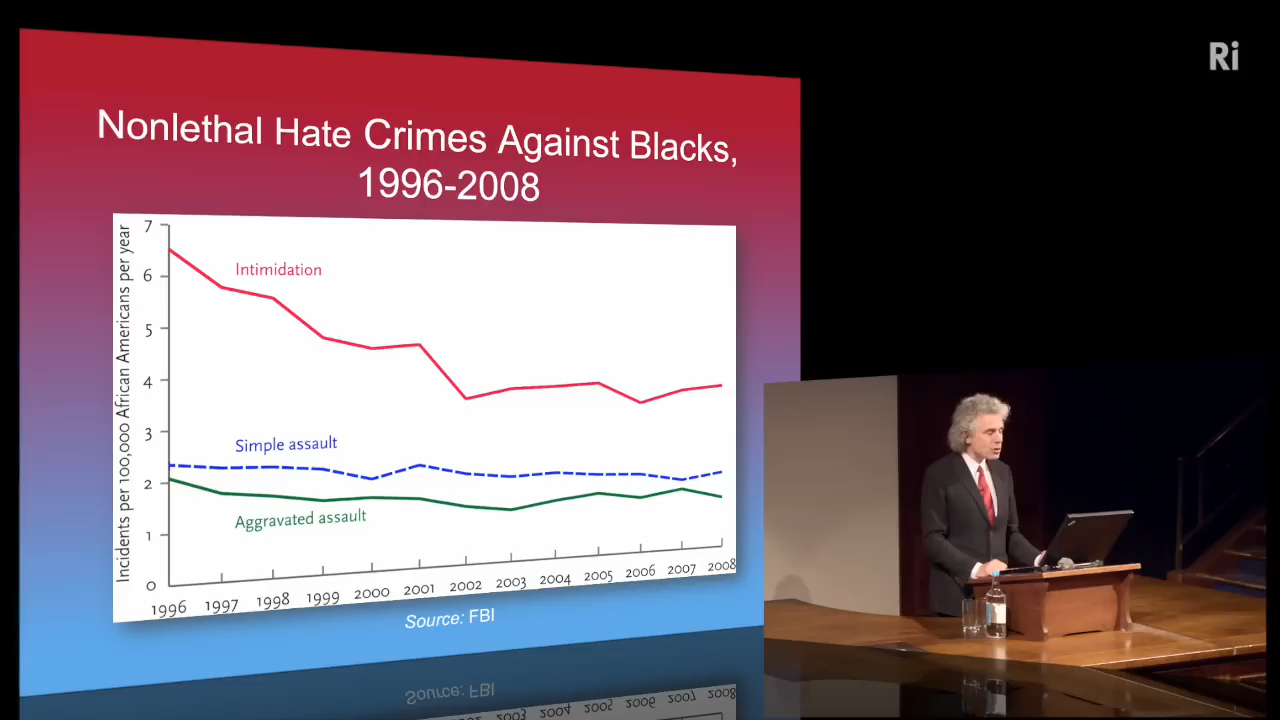 Ri
Nonlethal Hate Crimes Against Blacks,
1996-2008
Incidents per 100,000 African Americans per year
7
6
5
4
3
2
1
0
Intimidation
Simple assault
Aggravated assault
1996 1997 1998 1999 2000 2001 2002 2003 2004 2005 2006 2007 2008
Source: FBI